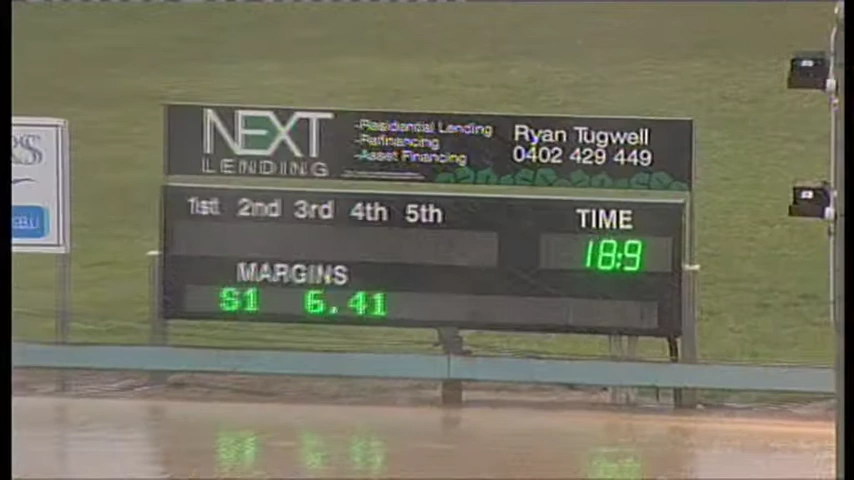 NEXT
LENDING
-Residential Lending
-Refinancing
-Asset Financing
Ryan Tugwell
0402 429 449
1st 2nd 3rd 4th 5th
TIME
18:9
MARGINS
S1 6.41